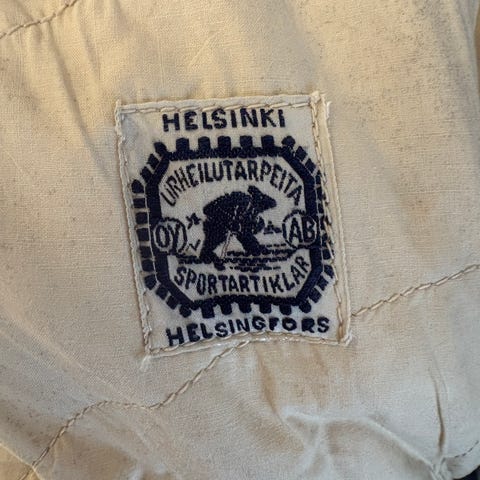 HELSINKI
URHEILUTARPEITA
OY AB
SPORTARTIKLAR
HELSINGFORS